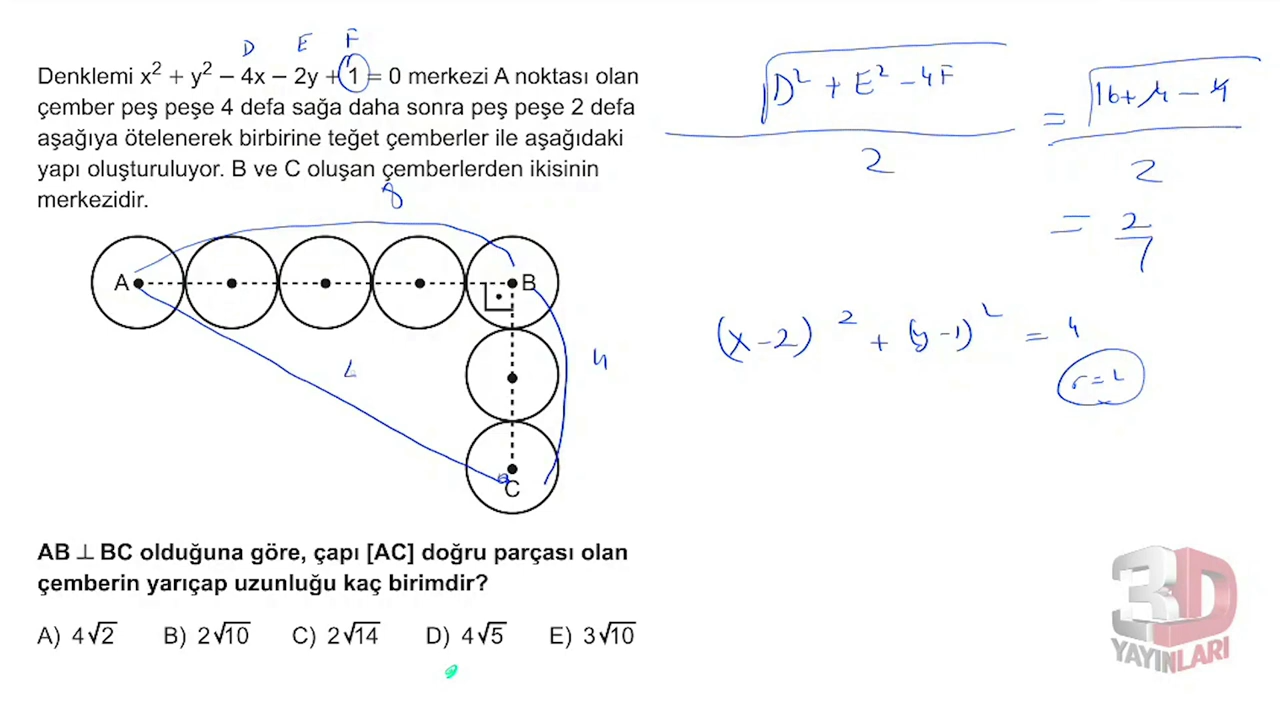 D E F
Denklemi x² + y² – 4x – 2y + 1 = 0 merkezi A noktası olan
çember peş peşe 4 defa sağa daha sonra peş peşe 2 defa
aşağıya ötelenerek birbirine teğet çemberler ile aşağıdaki
yapı oluşturuluyor. B ve C oluşan çemberlerden ikisinin
merkezidir.
8
A B
4
C
AB ⊥ BC olduğuna göre, çapı [AC] doğru parçası olan
çemberin yarıçap uzunluğu kaç birimdir?
A) 4√2 B) 2√10 C) 2√14 D) 4√5 E) 3√10
√D² + E² – 4F / 2 = √16 + 4 – 4 / 2
= 2
(x – 2)² + (y – 1)² = 4
r = 2
3D
YAYINLARI